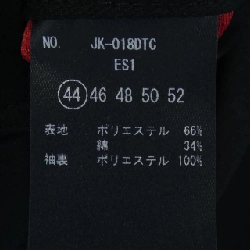 NO. JK-018DTC
ES1
44 46 48 50 52
表地 ポリエステル 66%
綿 34%
袖裏 ポリエステル 100%